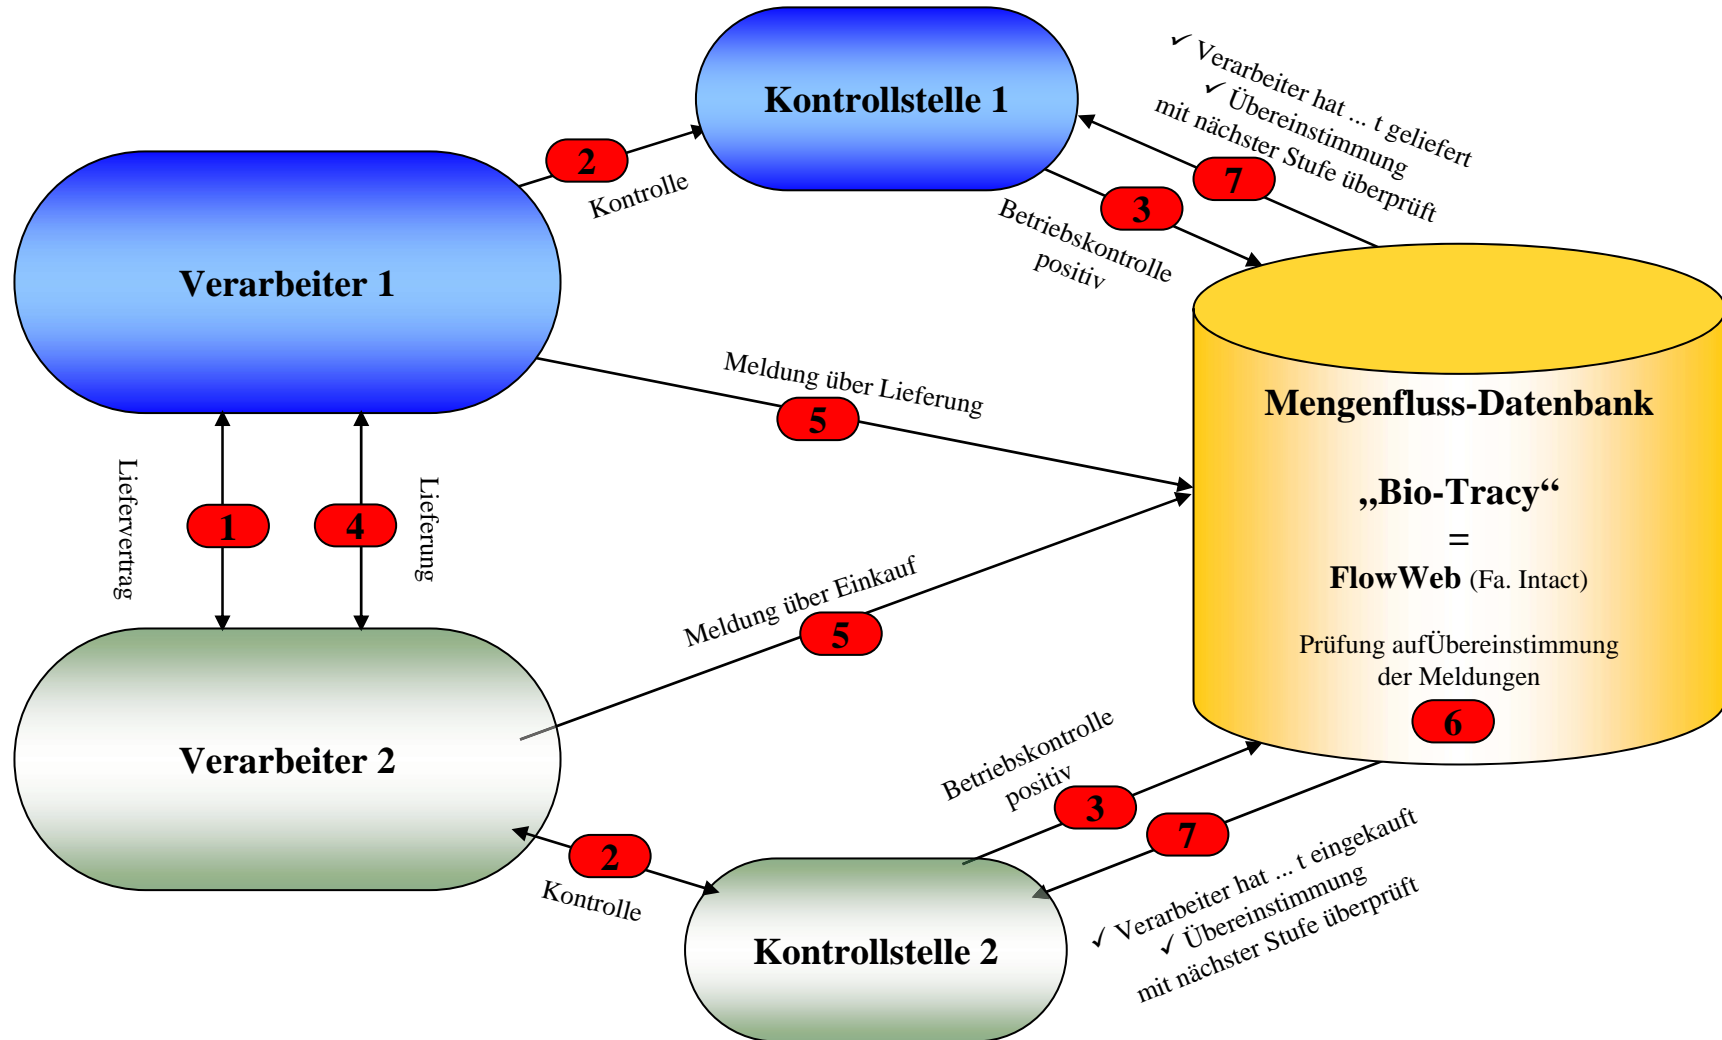 Kontrollstelle 1
✓ Verarbeiter hat ... t geliefert
✓ Übereinstimmung
mit nächster Stufe überprüft
2
Kontrolle
7
3
Betriebskontrolle
positiv
Verarbeiter 1
Meldung über Lieferung
5
Mengenfluss-Datenbank
„Bio-Tracy“
=
FlowWeb (Fa. Intact)
Prüfung aufÜbereinstimmung
der Meldungen
6
Liefervertrag
1
4
Lieferung
Meldung über Einkauf
5
Verarbeiter 2
Betriebskontrolle
positiv
3
7
2
Kontrolle
✓ Verarbeiter hat ... t eingekauft
✓ Übereinstimmung
mit nächster Stufe überprüft
Kontrollstelle 2